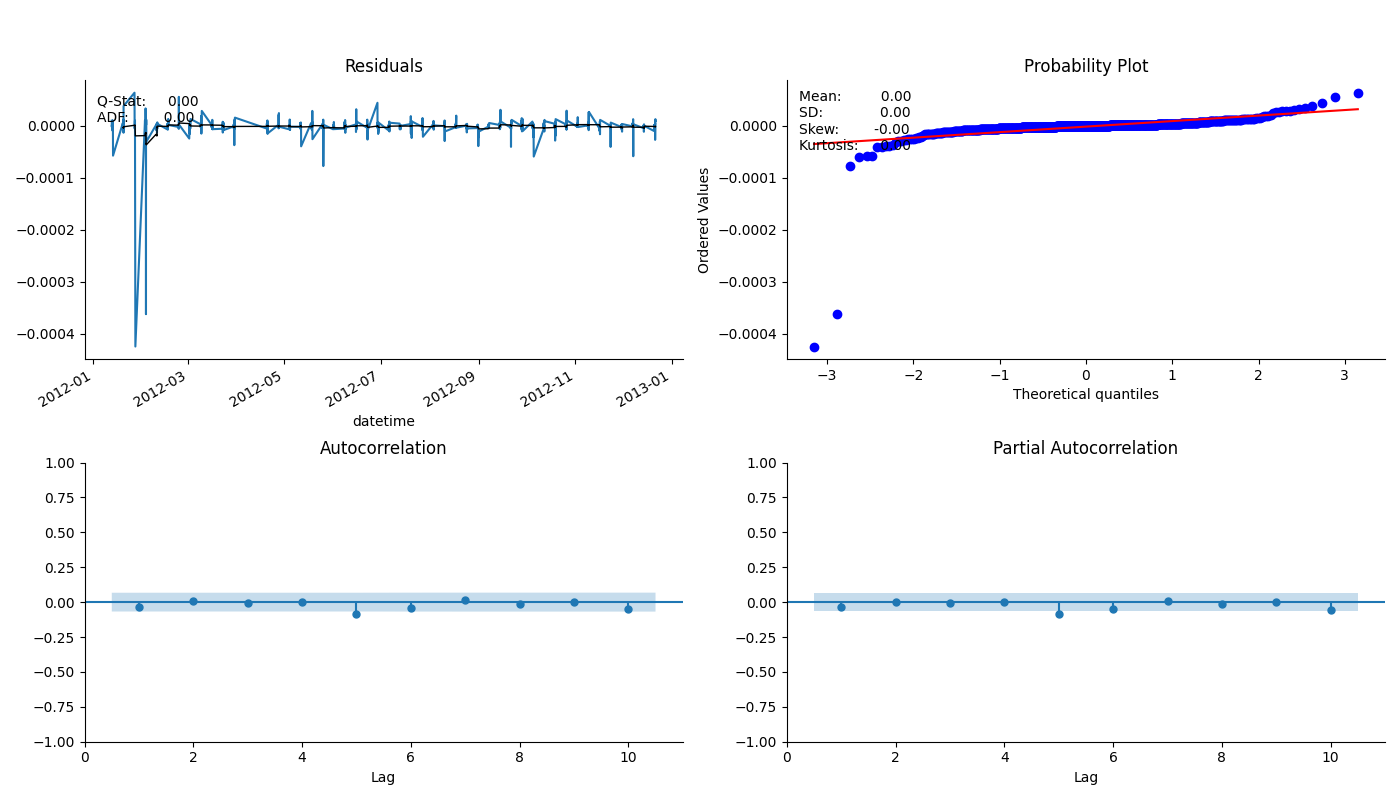 Residuals
Q-Stat: 0.00
ADF: 0.00
0.0000
−0.0001
−0.0002
−0.0003
−0.0004
2012-01
2012-03
2012-05
2012-07
2012-09
2012-11
2013-01
datetime
Probability Plot
Mean: 0.00
SD: 0.00
Skew: -0.00
Kurtosis: 0.00
Ordered Values
0.0000
−0.0001
−0.0002
−0.0003
−0.0004
−3 −2 −1 0 1 2 3
Theoretical quantiles
Autocorrelation
1.00
0.75
0.50
0.25
0.00
−0.25
−0.50
−0.75
−1.00
0 2 4 6 8 10
Lag
Partial Autocorrelation
1.00
0.75
0.50
0.25
0.00
−0.25
−0.50
−0.75
−1.00
0 2 4 6 8 10
Lag